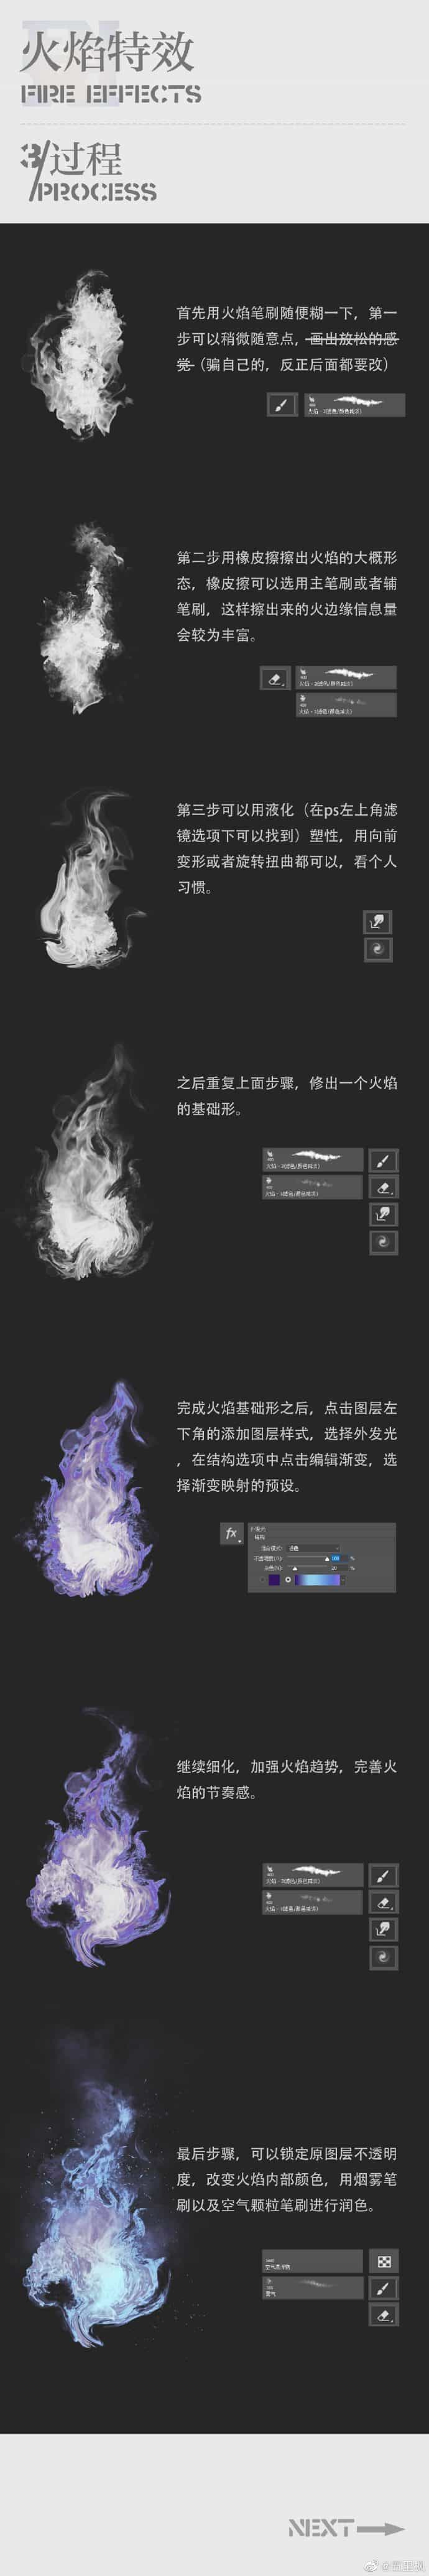 火焰特效
FIRE EFFECTS
3/过程
PROCESS
首先用火焰笔刷随便糊一下，第一
步可以稍微随意点，画出放松的感
觉（骗自己的，反正后面都要改）
第二步用橡皮擦擦出火焰的大概形
态，橡皮擦可以选用主笔刷或者辅
笔刷，这样擦出来的火边缘信息量
会较为丰富。
第三步可以用液化（在ps左上角滤
镜选项下可以找到）塑性，用向前
变形或者旋转扭曲都可以，看个人
习惯。
之后重复上面步骤，修出一个火焰
的基础形。
完成火焰基础形之后，点击图层左
下角的添加图层样式，选择外发光
，在结构选项中点击编辑渐变，选
择渐变映射的预设。
fx
外发光
结构
继续细化，加强火焰趋势，完善火
焰的节奏感。
最后步骤，可以锁定原图层不透明
度，改变火焰内部颜色，用烟雾笔
刷以及空气颗粒笔刷进行润色。
NEXT